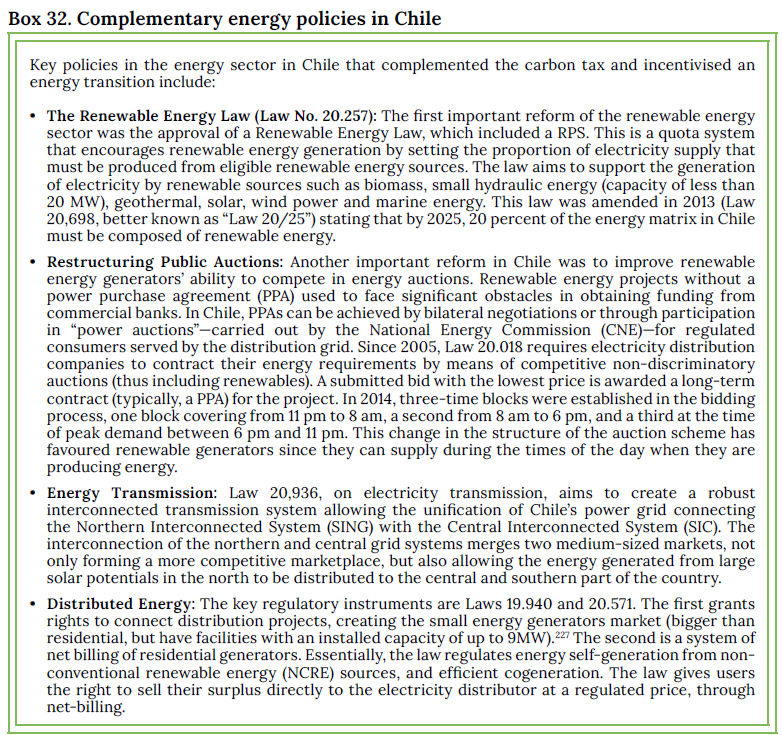 Box 32. Complementary energy policies in Chile
Key policies in the energy sector in Chile that complemented the carbon tax and incentivised an
energy transition include:
• The Renewable Energy Law (Law No. 20.257): The first important reform of the renewable energy
sector was the approval of a Renewable Energy Law, which included a RPS. This is a quota system
that encourages renewable energy generation by setting the proportion of electricity supply that
must be produced from eligible renewable energy sources. The law aims to support the generation
of electricity by renewable sources such as biomass, small hydraulic energy (capacity of less than
20 MW), geothermal, solar, wind power and marine energy. This law was amended in 2013 (Law
20,698, better known as “Law 20/25”) stating that by 2025, 20 percent of the energy matrix in Chile
must be composed of renewable energy.
• Restructuring Public Auctions: Another important reform in Chile was to improve renewable
energy generators’ ability to compete in energy auctions. Renewable energy projects without a
power purchase agreement (PPA) used to face significant obstacles in obtaining funding from
commercial banks. In Chile, PPAs can be achieved by bilateral negotiations or through participation
in “power auctions”—carried out by the National Energy Commission (CNE)—for regulated
consumers served by the distribution grid. Since 2005, Law 20.018 requires electricity distribution
companies to contract their energy requirements by means of competitive non-discriminatory
auctions (thus including renewables). A submitted bid with the lowest price is awarded a long-term
contract (typically, a PPA) for the project. In 2014, three-time blocks were established in the bidding
process, one block covering from 11 pm to 8 am, a second from 8 am to 6 pm, and a third at the time
of peak demand between 6 pm and 11 pm. This change in the structure of the auction scheme has
favoured renewable generators since they can supply during the times of the day when they are
producing energy.
• Energy Transmission: Law 20,936, on electricity transmission, aims to create a robust
interconnected transmission system allowing the unification of Chile’s power grid connecting
the Northern Interconnected System (SING) with the Central Interconnected System (SIC). The
interconnection of the northern and central grid systems merges two medium-sized markets, not
only forming a more competitive marketplace, but also allowing the energy generated from large
solar potentials in the north to be distributed to the central and southern part of the country.
• Distributed Energy: The key regulatory instruments are Laws 19.940 and 20.571. The first grants
rights to connect distribution projects, creating the small energy generators market (bigger than
residential, but have facilities with an installed capacity of up to 9MW).²²⁷ The second is a system of
net billing of residential generators. Essentially, the law regulates energy self-generation from non-
conventional renewable energy (NCRE) sources, and efficient cogeneration. The law gives users
the right to sell their surplus directly to the electricity distributor at a regulated price, through
net-billing.